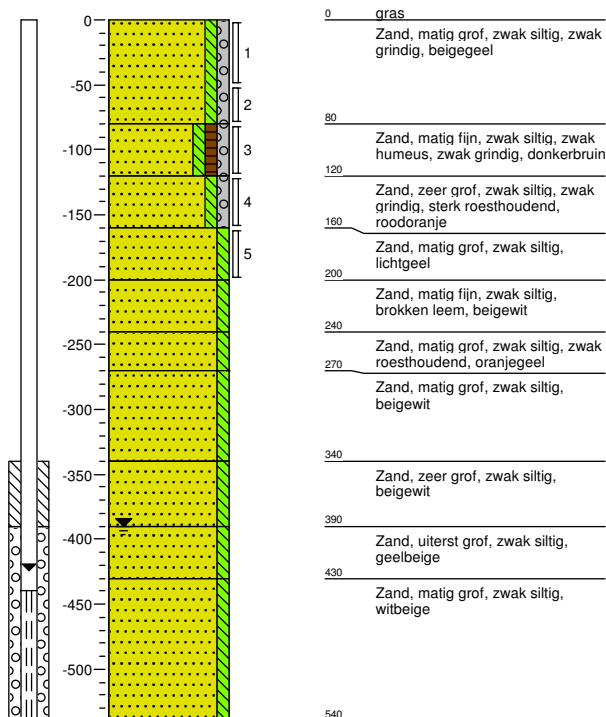 0
-50
-100
-150
-200
-250
-300
-350
-400
-450
-500
1
2
3
4
5
0 gras
Zand, matig grof, zwak siltig, zwak
grindig, beigegeel
80
Zand, matig fijn, zwak siltig, zwak
humeus, zwak grindig, donkerbruin
120
Zand, zeer grof, zwak siltig, zwak
grindig, sterk roesthoudend,
roodoranje
160
Zand, matig grof, zwak siltig,
lichtgeel
200
Zand, matig fijn, zwak siltig,
brokken leem, beigewit
240
Zand, matig grof, zwak siltig, zwak
roesthoudend, oranjegeel
270
Zand, matig grof, zwak siltig,
beigewit
340
Zand, zeer grof, zwak siltig,
beigewit
390
Zand, uiterst grof, zwak siltig,
geelbeige
430
Zand, matig grof, zwak siltig,
witbeige
540